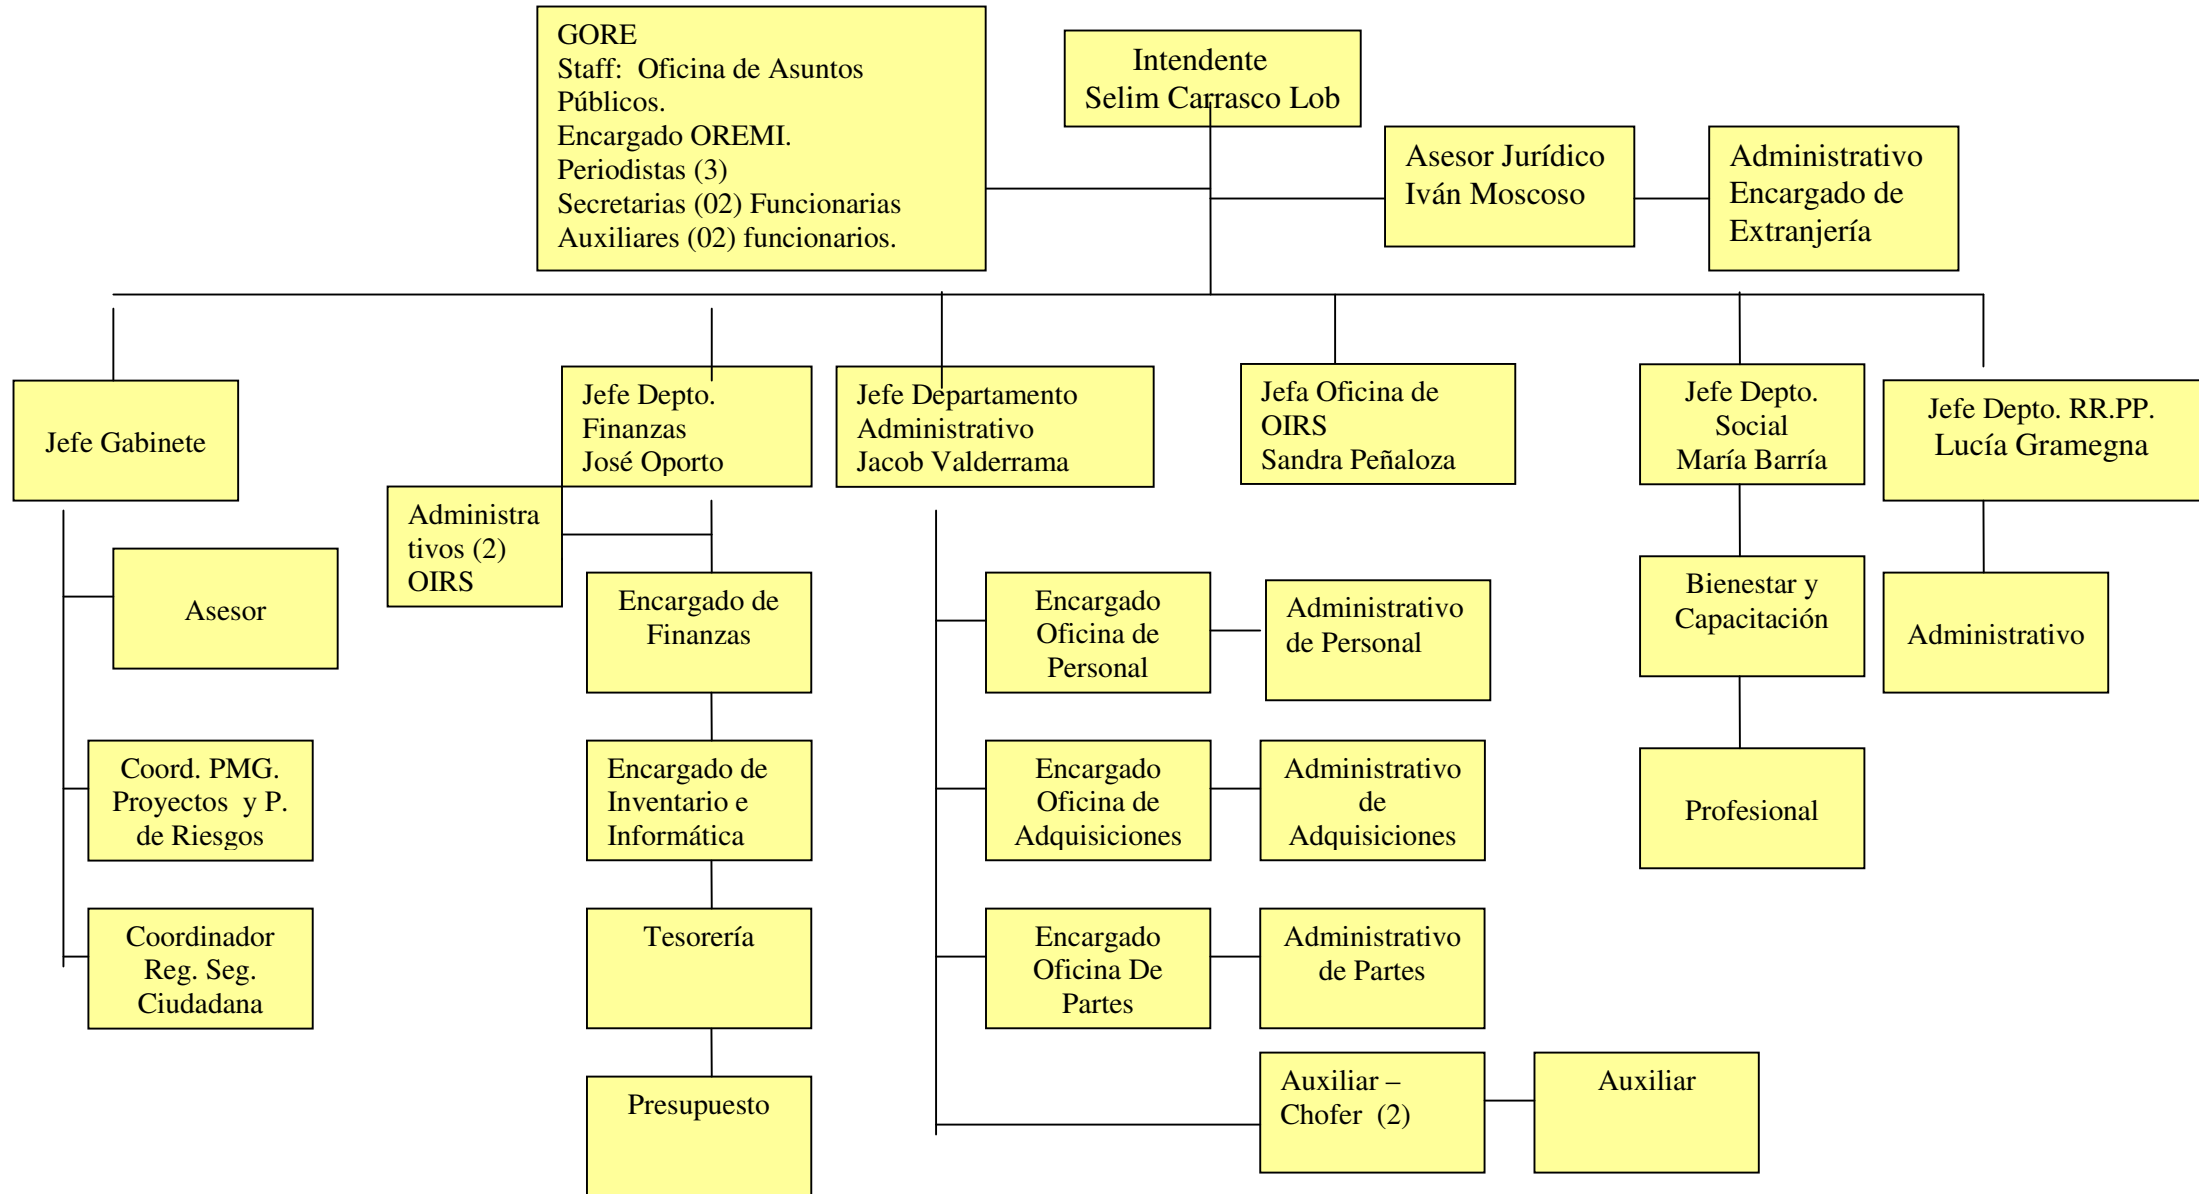 GORE
Staff:  Oficina de Asuntos
Públicos.
Encargado OREMI.
Periodistas (3)
Secretarias (02) Funcionarias
Auxiliares (02) funcionarios.
Intendente
Selim Carrasco Lob
Asesor Jurídico
Iván Moscoso
Administrativo
Encargado de
Extranjería
Jefe Gabinete
Jefe Depto.
Finanzas
José Oporto
Jefe Departamento
Administrativo
Jacob Valderrama
Jefa Oficina de
OIRS
Sandra Peñaloza
Jefe Depto.
Social
María Barría
Jefe Depto. RR.PP.
Lucía Gramegna
Administra
tivos (2)
OIRS
Asesor
Encargado de
Finanzas
Encargado
Oficina de
Personal
Administrativo
de Personal
Bienestar y
Capacitación
Administrativo
Coord. PMG.
Proyectos  y P.
de Riesgos
Encargado de
Inventario e
Informática
Encargado
Oficina de
Adquisiciones
Administrativo
de
Adquisiciones
Profesional
Coordinador
Reg. Seg.
Ciudadana
Tesorería
Encargado
Oficina De
Partes
Administrativo
de Partes
Presupuesto
Auxiliar –
Chofer  (2)
Auxiliar